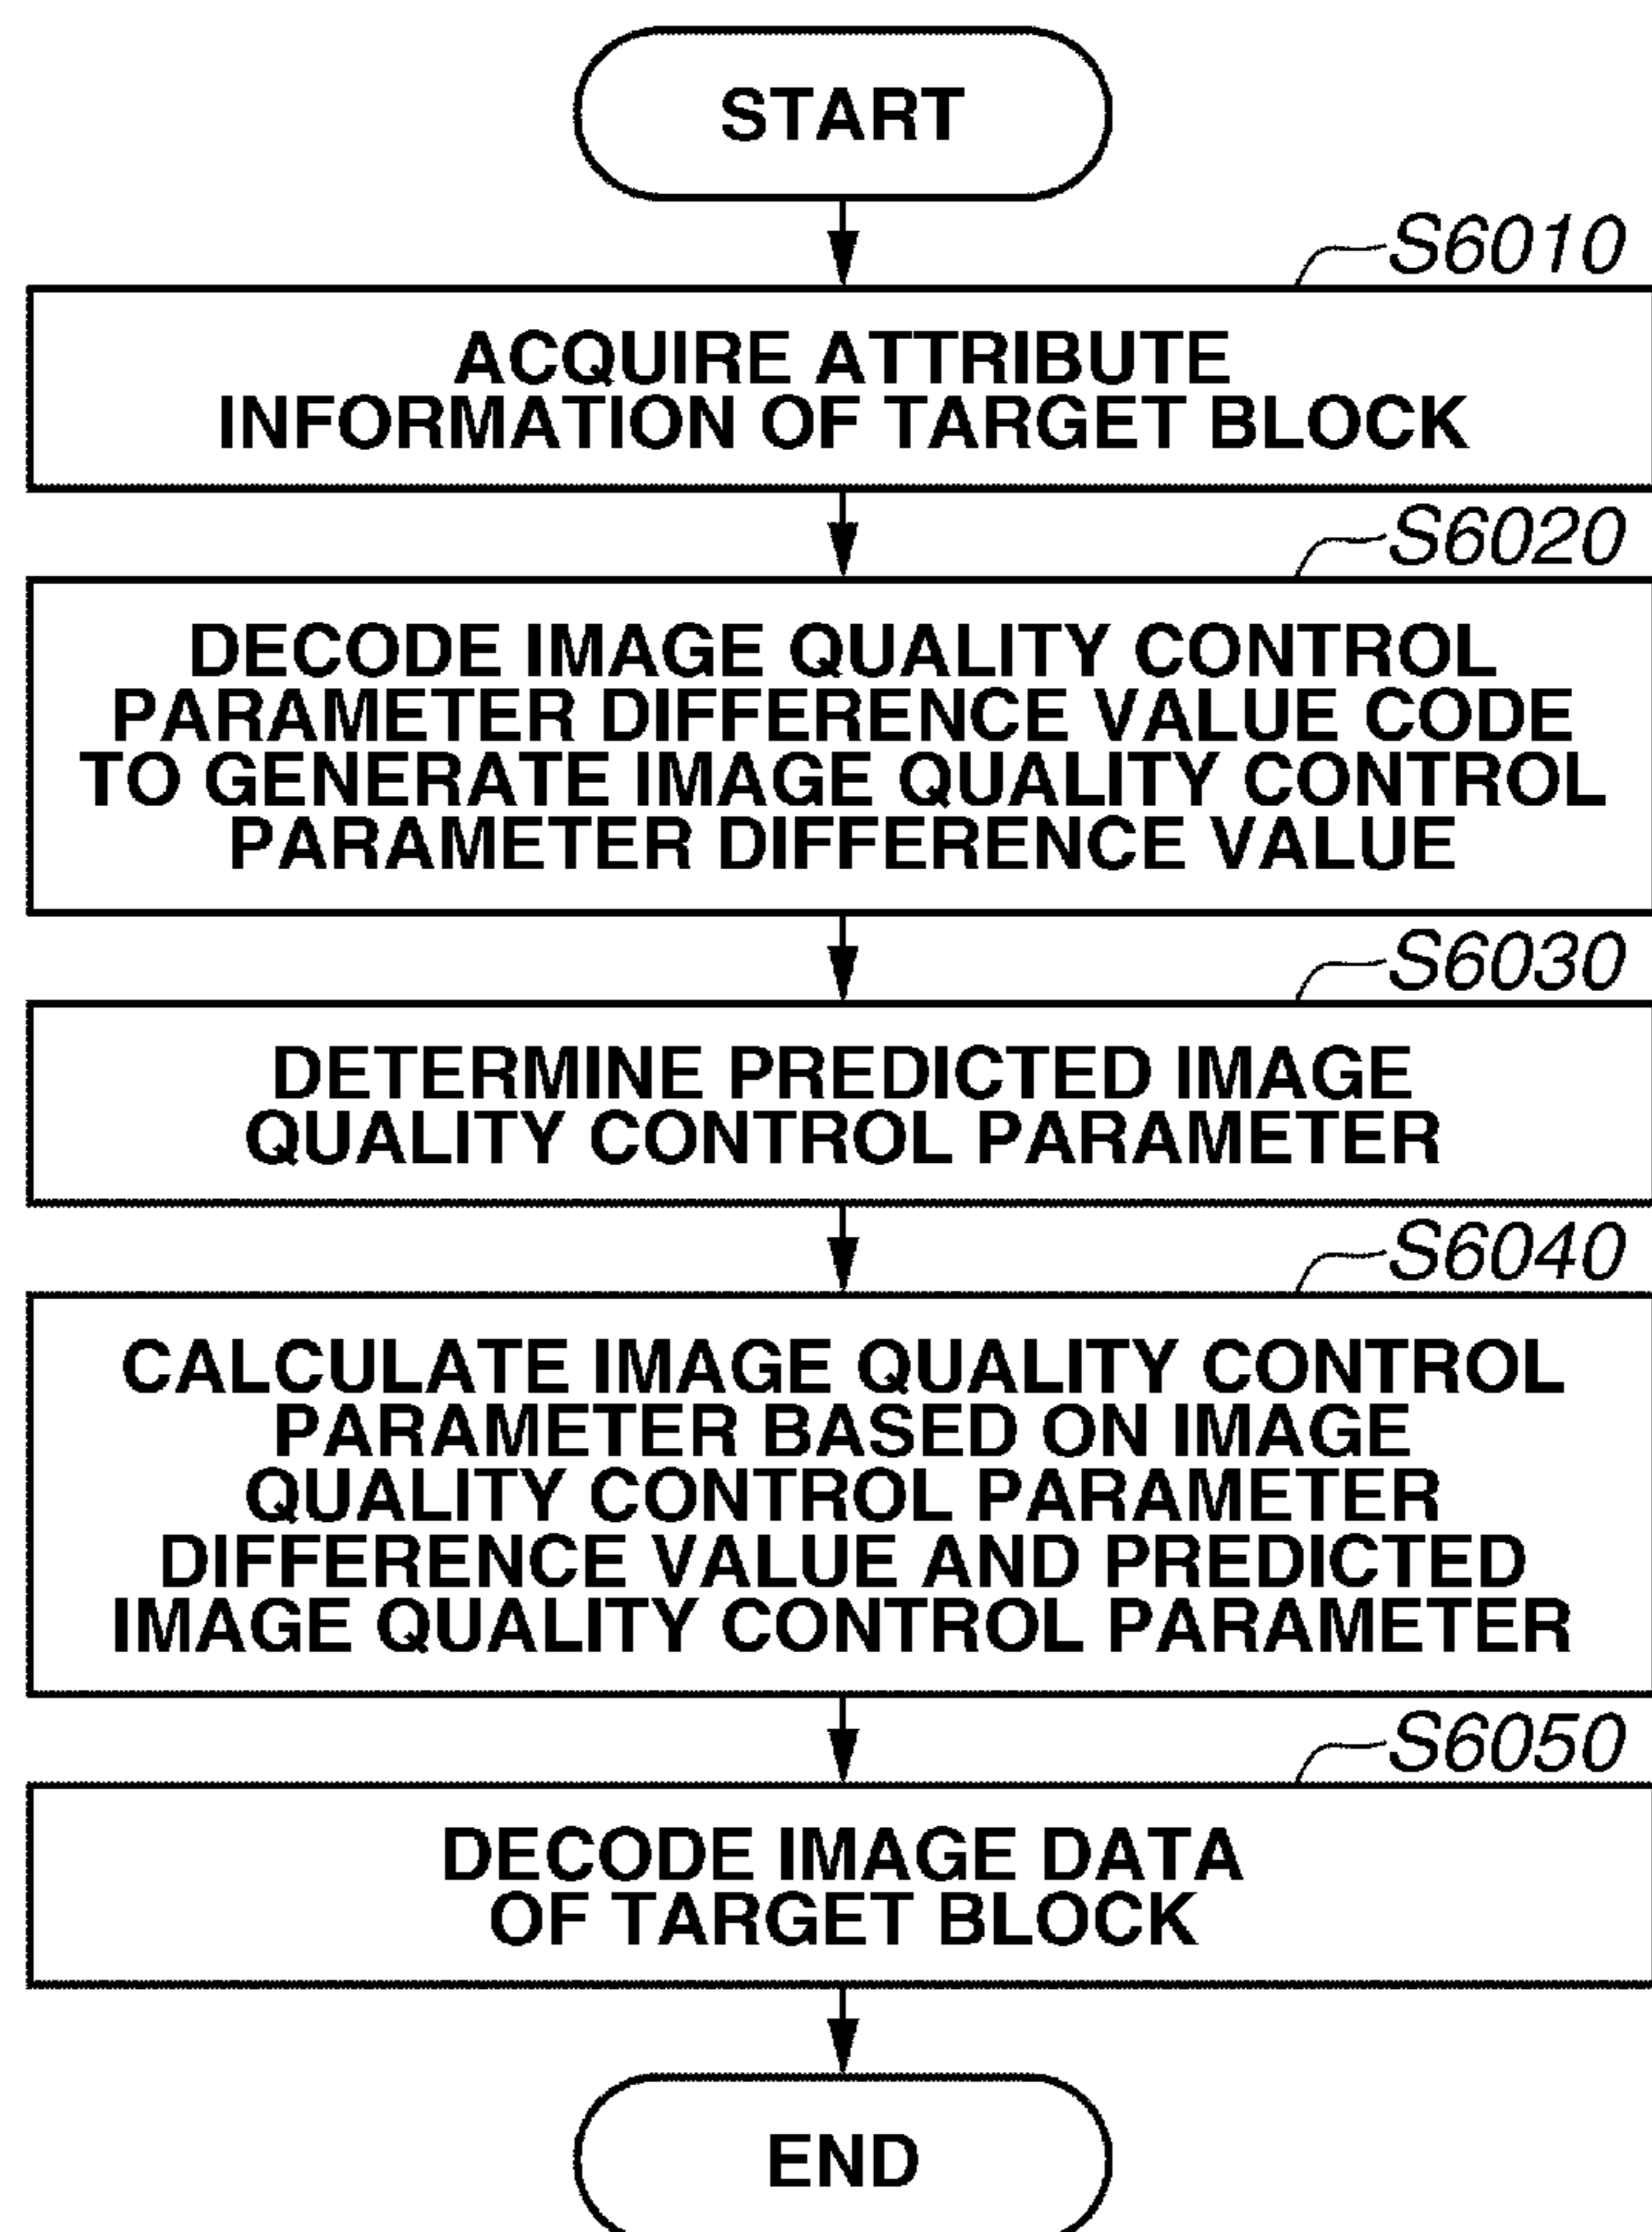 START
S6010
ACQUIRE ATTRIBUTE
INFORMATION OF TARGET BLOCK
S6020
DECODE IMAGE QUALITY CONTROL
PARAMETER DIFFERENCE VALUE CODE
TO GENERATE IMAGE QUALITY CONTROL
PARAMETER DIFFERENCE VALUE
S6030
DETERMINE PREDICTED IMAGE
QUALITY CONTROL PARAMETER
S6040
CALCULATE IMAGE QUALITY CONTROL
PARAMETER BASED ON IMAGE
QUALITY CONTROL PARAMETER
DIFFERENCE VALUE AND PREDICTED
IMAGE QUALITY CONTROL PARAMETER
S6050
DECODE IMAGE DATA
OF TARGET BLOCK
END